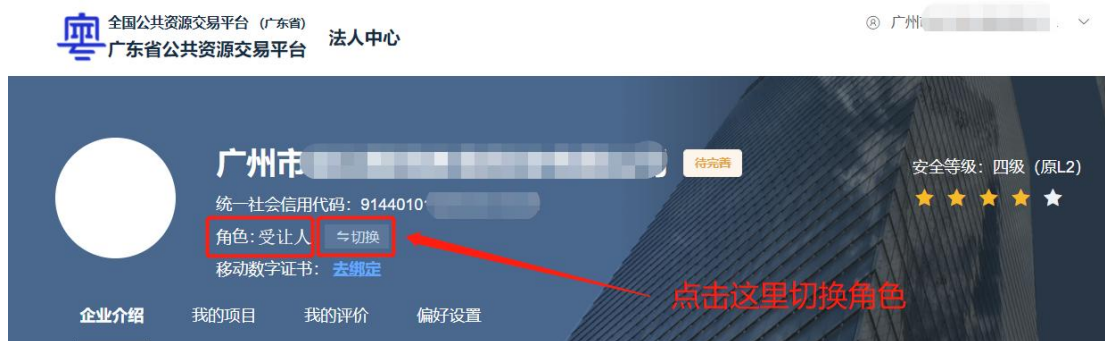 全国公共资源交易平台 (广东省)
广东省公共资源交易平台
法人中心
广州
广州市
待完善
统一社会信用代码：9144010
角色:受让人
切换
移动数字证书： 去绑定
安全等级：四级（原L2）
点击这里切换角色
企业介绍 我的项目 我的评价 偏好设置